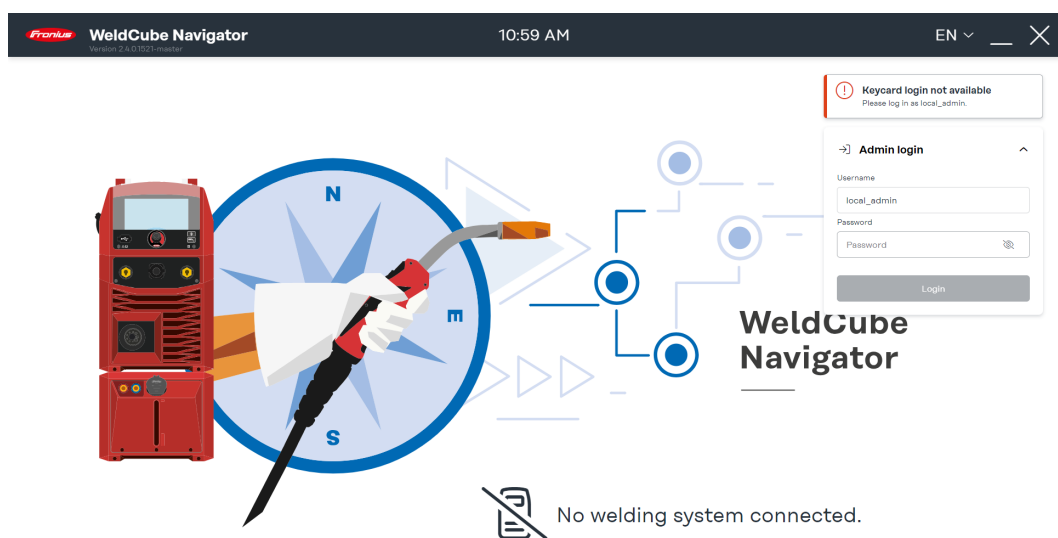 Fronius
WeldCube Navigator
Version 2.4.0.1521-master
10:59 AM
EN
Keycard login not available
Please log in as local_admin.
Admin login
Username
local_admin
Password
Password
Login
N
E
S
WeldCube
Navigator
No welding system connected.